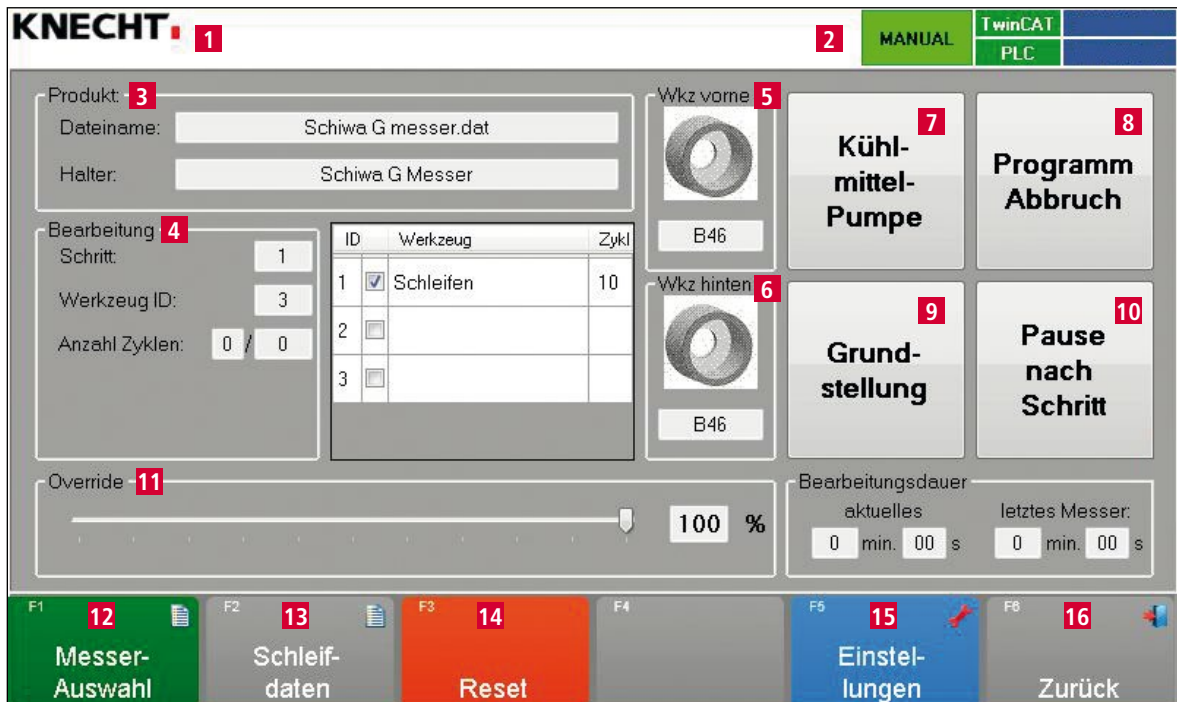 KNECHT
1
2
MANUAL
TwinCAT
PLC
Produkt: 3
Dateiname: Schiwa G messer.dat
Halter: Schiwa G Messer
Bearbeitung 4
Schritt: 1
Werkzeug ID: 3
Anzahl Zyklen: 0 / 0
ID Werkzeug Zykl
1 Schleifen 10
2
3
Wkz vorne 5
B46
Wkz hinten 6
B46
7
Kühl-
mittel-
Pumpe
8
Programm
Abbruch
9
Grund-
stellung
10
Pause
nach
Schritt
Override 11
100 %
Bearbeitungsdauer
aktuelles
0 min. 00 s
letztes Messer:
0 min. 00 s
F1 12
Messer-
Auswahl
F2 13
Schleif-
daten
F3 14
Reset
F4
F5 15
Einstel-
lungen
F6 16
Zurück